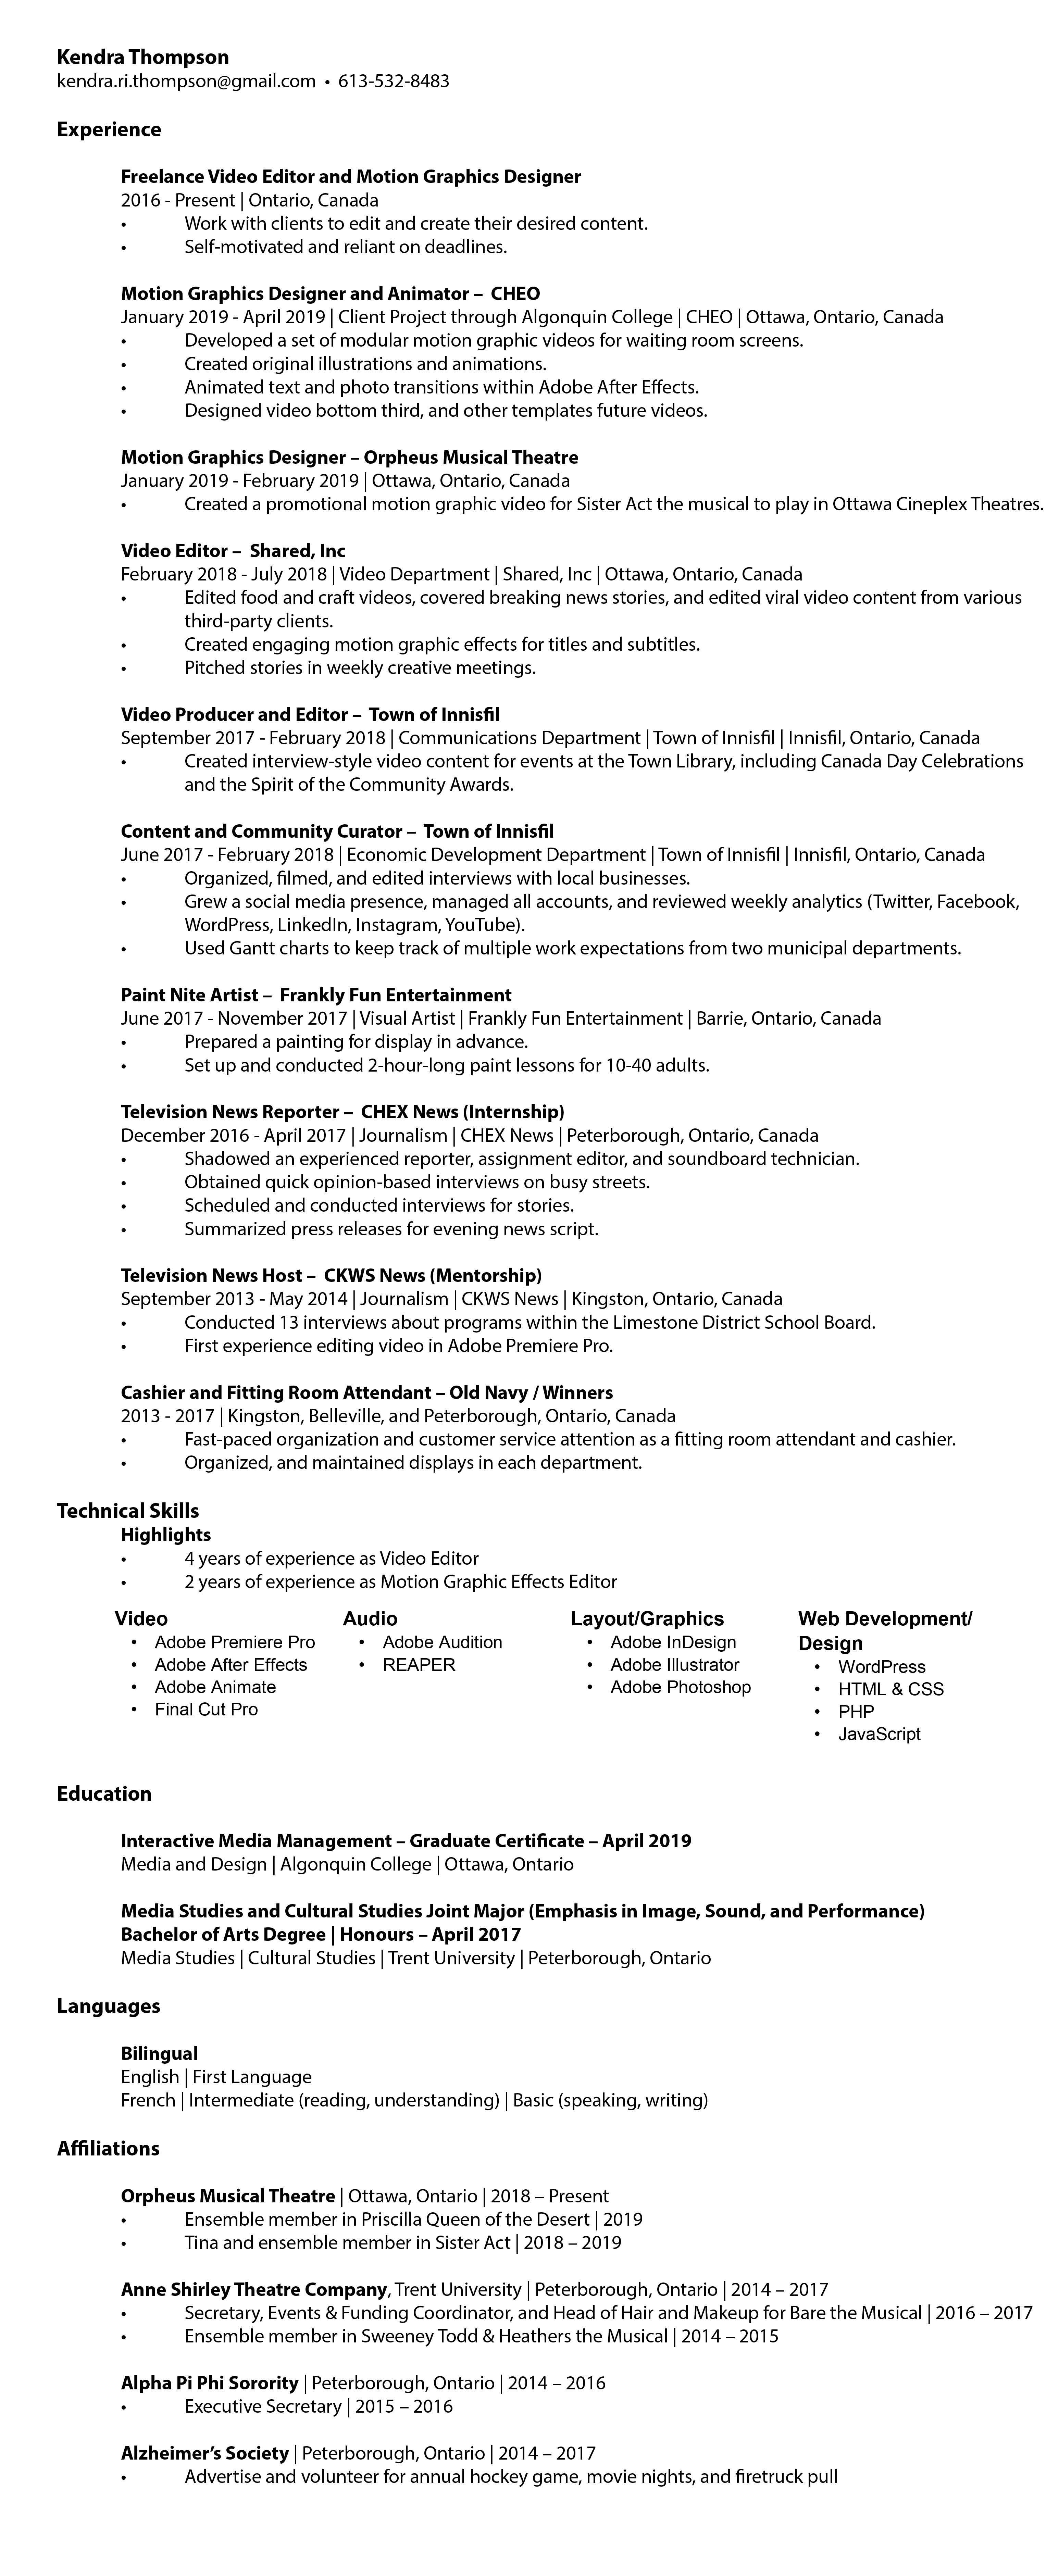 Kendra Thompson
kendra.ri.thompson@gmail.com • 613-532-8483
Experience
Freelance Video Editor and Motion Graphics Designer
2016 - Present | Ontario, Canada
• Work with clients to edit and create their desired content.
• Self-motivated and reliant on deadlines.
Motion Graphics Designer and Animator – CHEO
January 2019 - April 2019 | Client Project through Algonquin College | CHEO | Ottawa, Ontario, Canada
• Developed a set of modular motion graphic videos for waiting room screens.
• Created original illustrations and animations.
• Animated text and photo transitions within Adobe After Effects.
• Designed video bottom third, and other templates future videos.
Motion Graphics Designer – Orpheus Musical Theatre
January 2019 - February 2019 | Ottawa, Ontario, Canada
• Created a promotional motion graphic video for Sister Act the musical to play in Ottawa Cineplex Theatres.
Video Editor – Shared, Inc
February 2018 - July 2018 | Video Department | Shared, Inc | Ottawa, Ontario, Canada
• Edited food and craft videos, covered breaking news stories, and edited viral video content from various
third-party clients.
• Created engaging motion graphic effects for titles and subtitles.
• Pitched stories in weekly creative meetings.
Video Producer and Editor – Town of Innisfil
September 2017 - February 2018 | Communications Department | Town of Innisfil | Innisfil, Ontario, Canada
• Created interview-style video content for events at the Town Library, including Canada Day Celebrations
and the Spirit of the Community Awards.
Content and Community Curator – Town of Innisfil
June 2017 - February 2018 | Economic Development Department | Town of Innisfil | Innisfil, Ontario, Canada
• Organized, filmed, and edited interviews with local businesses.
• Grew a social media presence, managed all accounts, and reviewed weekly analytics (Twitter, Facebook,
WordPress, LinkedIn, Instagram, YouTube).
• Used Gantt charts to keep track of multiple work expectations from two municipal departments.
Paint Nite Artist – Frankly Fun Entertainment
June 2017 - November 2017 | Visual Artist | Frankly Fun Entertainment | Barrie, Ontario, Canada
• Prepared a painting for display in advance.
• Set up and conducted 2-hour-long paint lessons for 10-40 adults.
Television News Reporter – CHEX News (Internship)
December 2016 - April 2017 | Journalism | CHEX News | Peterborough, Ontario, Canada
• Shadowed an experienced reporter, assignment editor, and soundboard technician.
• Obtained quick opinion-based interviews on busy streets.
• Scheduled and conducted interviews for stories.
• Summarized press releases for evening news script.
Television News Host – CKWS News (Mentorship)
September 2013 - May 2014 | Journalism | CKWS News | Kingston, Ontario, Canada
• Conducted 13 interviews about programs within the Limestone District School Board.
• First experience editing video in Adobe Premiere Pro.
Cashier and Fitting Room Attendant – Old Navy / Winners
2013 - 2017 | Kingston, Belleville, and Peterborough, Ontario, Canada
• Fast-paced organization and customer service attention as a fitting room attendant and cashier.
• Organized, and maintained displays in each department.
Technical Skills
Highlights
• 4 years of experience as Video Editor
• 2 years of experience as Motion Graphic Effects Editor
Video
• Adobe Premiere Pro
• Adobe After Effects
• Adobe Animate
• Final Cut Pro
Audio
• Adobe Audition
• REAPER
Layout/Graphics
• Adobe InDesign
• Adobe Illustrator
• Adobe Photoshop
Web Development/
Design
• WordPress
• HTML & CSS
• PHP
• JavaScript
Education
Interactive Media Management – Graduate Certificate – April 2019
Media and Design | Algonquin College | Ottawa, Ontario
Media Studies and Cultural Studies Joint Major (Emphasis in Image, Sound, and Performance)
Bachelor of Arts Degree | Honours – April 2017
Media Studies | Cultural Studies | Trent University | Peterborough, Ontario
Languages
Bilingual
English | First Language
French | Intermediate (reading, understanding) | Basic (speaking, writing)
Affiliations
Orpheus Musical Theatre | Ottawa, Ontario | 2018 – Present
• Ensemble member in Priscilla Queen of the Desert | 2019
• Tina and ensemble member in Sister Act | 2018 – 2019
Anne Shirley Theatre Company, Trent University | Peterborough, Ontario | 2014 – 2017
• Secretary, Events & Funding Coordinator, and Head of Hair and Makeup for Bare the Musical | 2016 – 2017
• Ensemble member in Sweeney Todd & Heathers the Musical | 2014 – 2015
Alpha Pi Phi Sorority | Peterborough, Ontario | 2014 – 2016
• Executive Secretary | 2015 – 2016
Alzheimer’s Society | Peterborough, Ontario | 2014 – 2017
• Advertise and volunteer for annual hockey game, movie nights, and firetruck pull